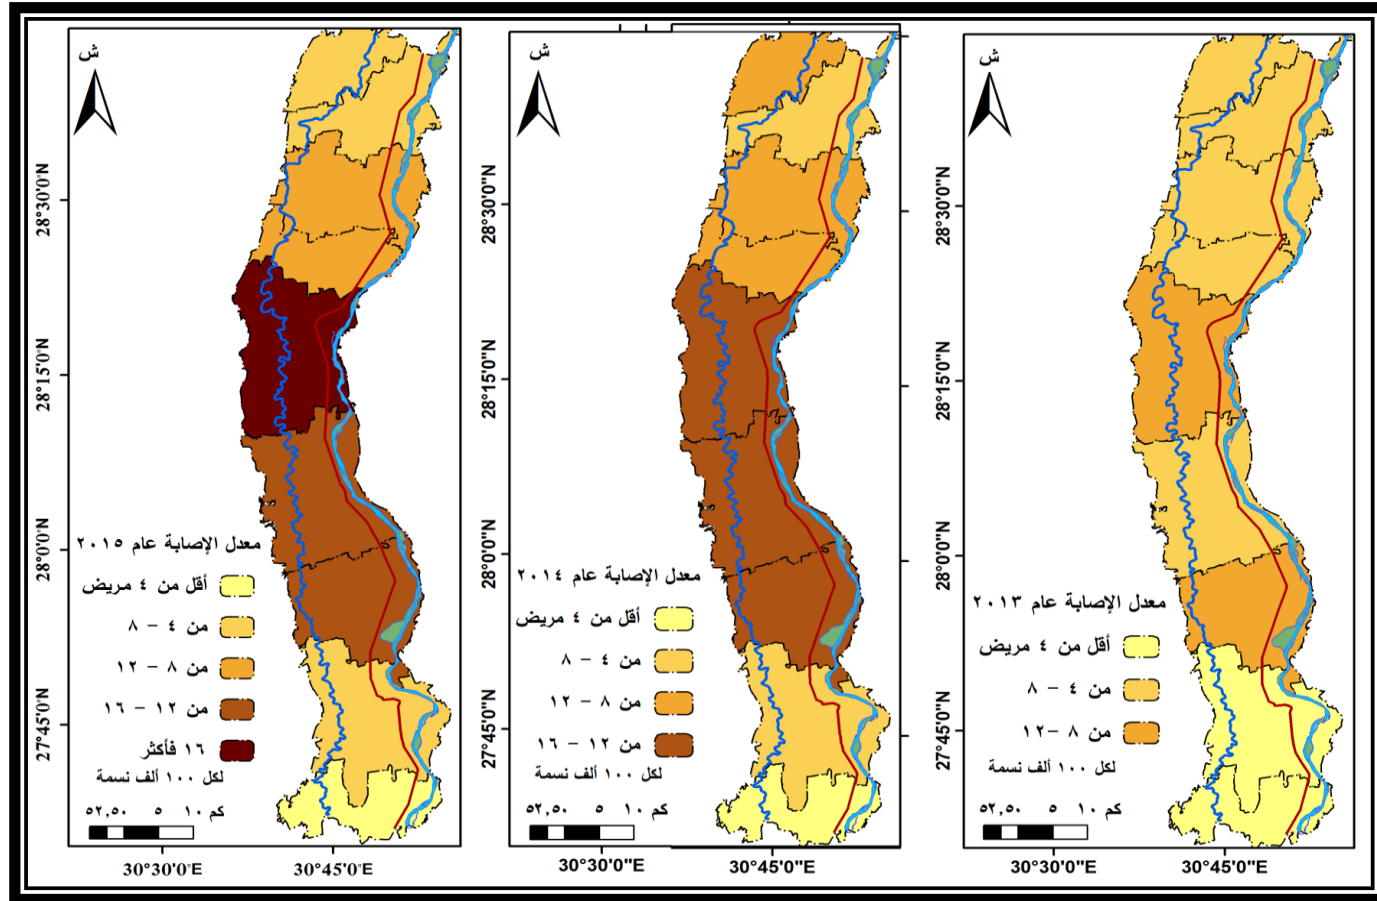 ش
معدل الإصابة عام ٢٠١٣
أقل من ٤ مريض
من ٤ - ٨
من ٨ -١٢
لكل ١٠٠ ألف نسمة
٥٢,٥٠ ٥ ١٠ كم
28°30'0"N
28°15'0"N
28°0'0"N
27°45'0"N
30°30'0"E
30°45'0"E
ش
معدل الإصابة عام ٢٠١٤
أقل من ٤ مريض
من ٤ - ٨
من ٨ - ١٢
من ١٢ - ١٦
لكل ١٠٠ ألف نسمة
٥٢,٥٠ ٥ ١٠ كم
28°30'0"N
28°15'0"N
28°0'0"N
27°45'0"N
30°30'0"E
30°45'0"E
ش
معدل الإصابة عام ٢٠١٥
أقل من ٤ مريض
من ٤ - ٨
من ٨ - ١٢
من ١٢ - ١٦
١٦ فأكثر
لكل ١٠٠ ألف نسمة
٥٢,٥٠ ٥ ١٠ كم
28°30'0"N
28°15'0"N
28°0'0"N
27°45'0"N
30°30'0"E
30°45'0"E